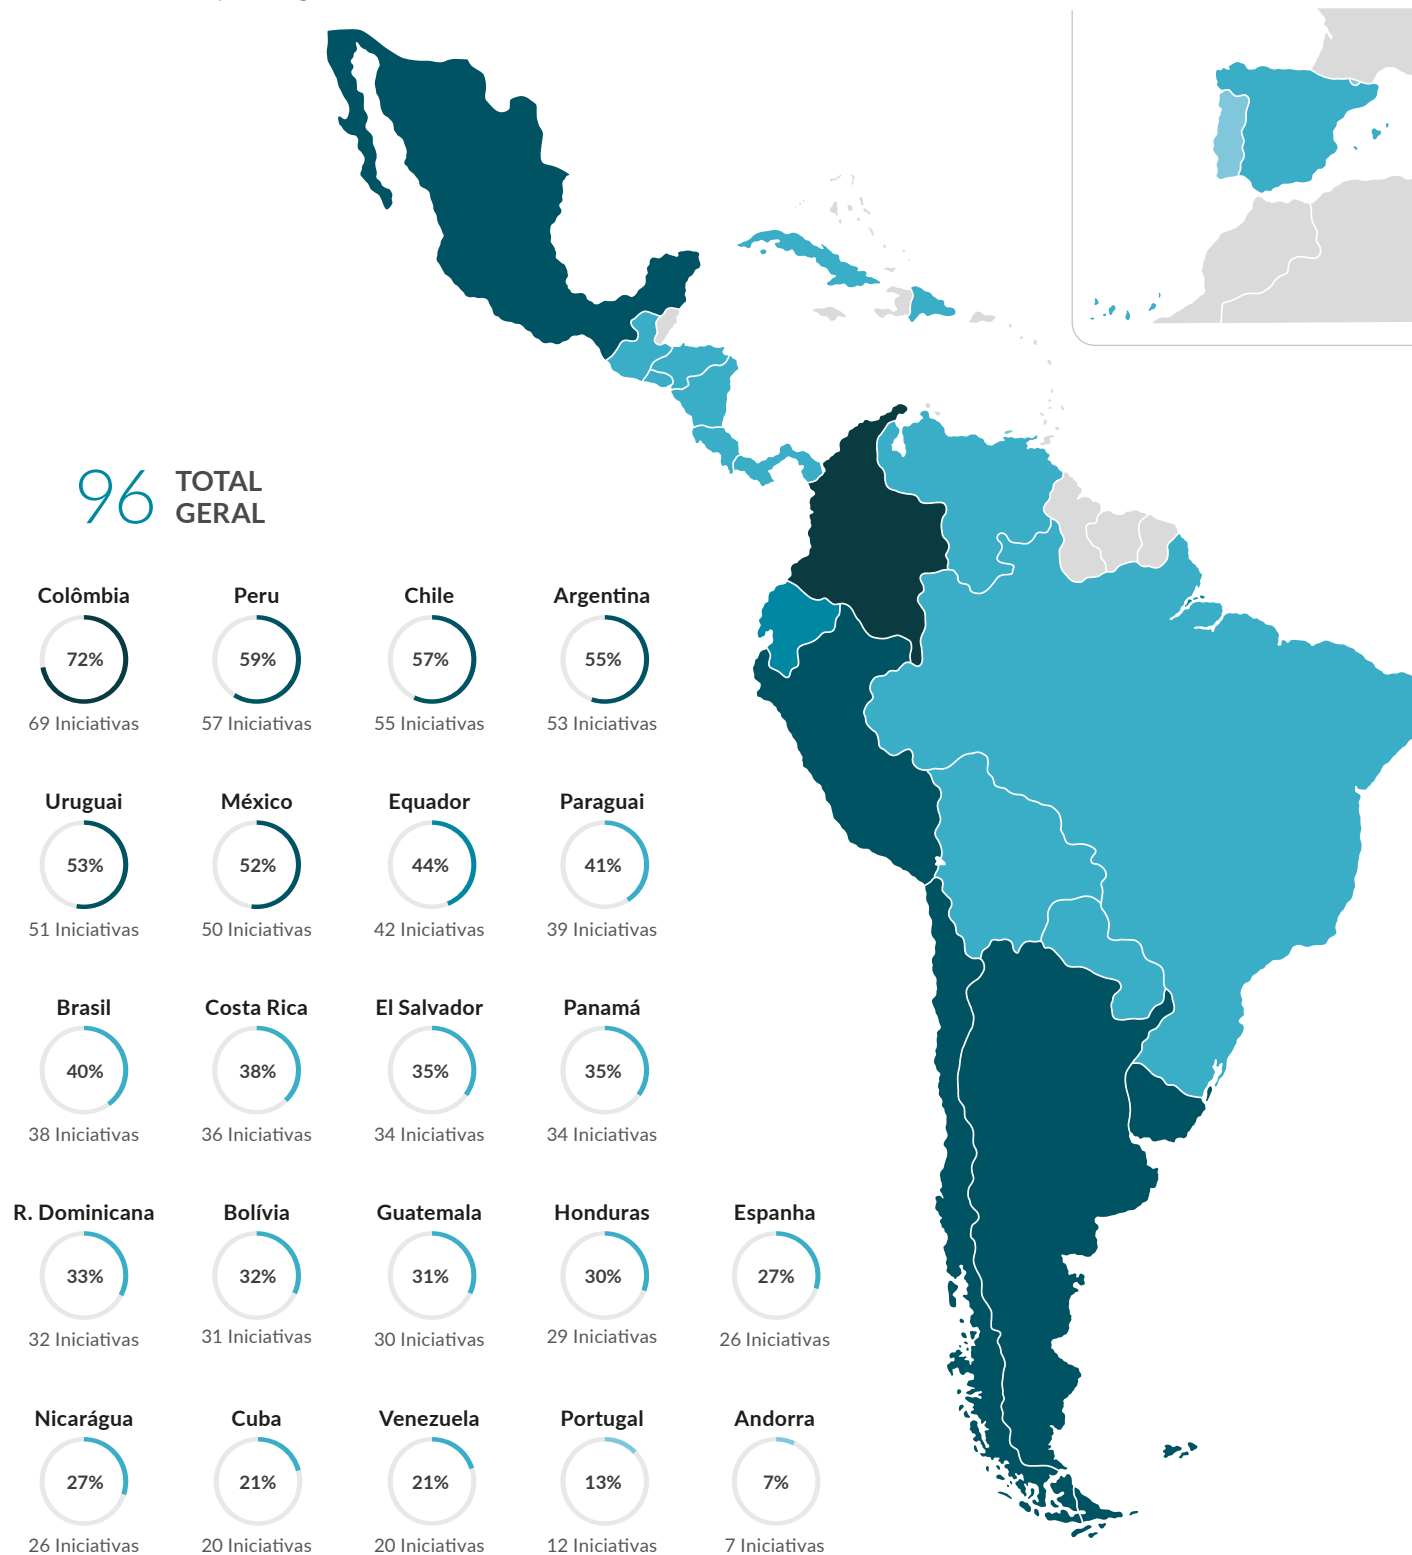 96 TOTAL
GERAL
Colômbia
72%
69 Iniciativas
Peru
59%
57 Iniciativas
Chile
57%
55 Iniciativas
Argentina
55%
53 Iniciativas
Uruguai
53%
51 Iniciativas
México
52%
50 Iniciativas
Equador
44%
42 Iniciativas
Paraguai
41%
39 Iniciativas
Brasil
40%
38 Iniciativas
Costa Rica
38%
36 Iniciativas
El Salvador
35%
34 Iniciativas
Panamá
35%
34 Iniciativas
R. Dominicana
33%
32 Iniciativas
Bolívia
32%
31 Iniciativas
Guatemala
31%
30 Iniciativas
Honduras
30%
29 Iniciativas
Espanha
27%
26 Iniciativas
Nicarágua
27%
26 Iniciativas
Cuba
21%
20 Iniciativas
Venezuela
21%
20 Iniciativas
Portugal
13%
12 Iniciativas
Andorra
7%
7 Iniciativas